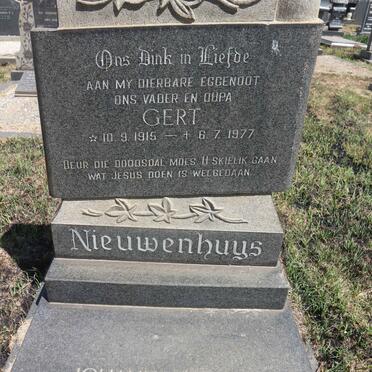 Ons Dink in Liefde
AAN MY DIERBARE EGGENOOT
ONS VADER EN OUPA
GERT
* 10.9.1915 — + 6.7.1977
DEUR DIE DOODSDAL MOES U SKIELIK GAAN
WAT JESUS DOEN IS WELGEDAAN.
Nieuwenhuys